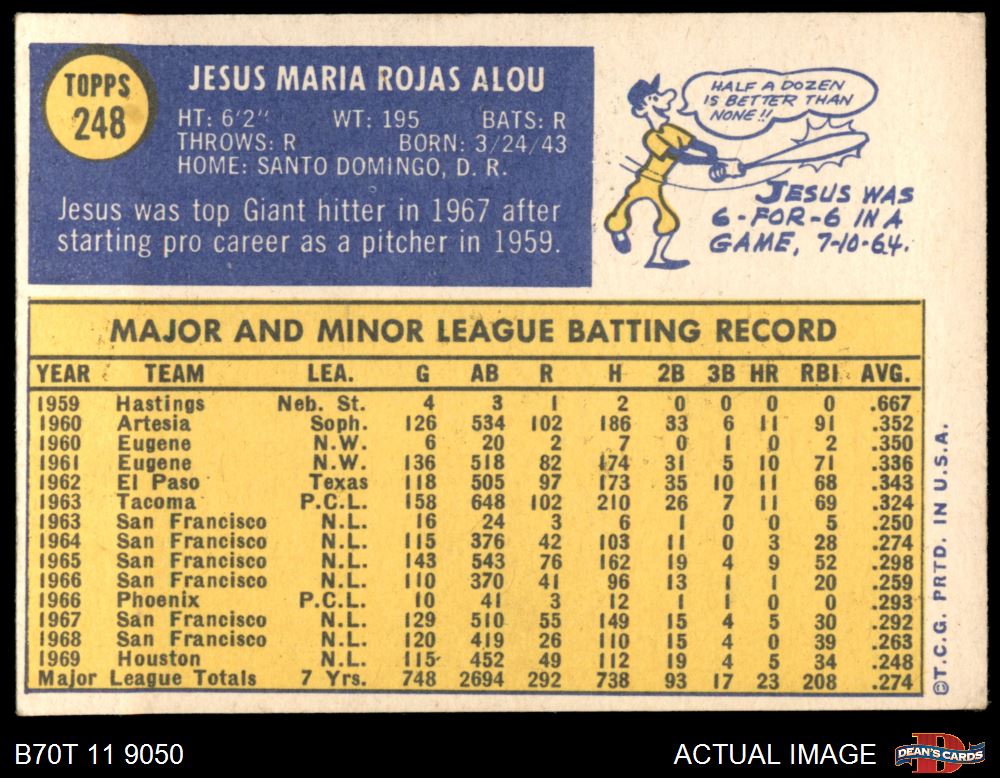 TOPPS
248
JESUS MARIA ROJAS ALOU
HT: 6'2" WT: 195 BATS: R
THROWS: R BORN: 3/24/43
HOME: SANTO DOMINGO, D. R.
Jesus was top Giant hitter in 1967 after
starting pro career as a pitcher in 1959.
HALF A DOZEN
IS BETTER THAN
NONE!!
JESUS WAS
6-FOR-6 IN A
GAME, 7-10-64.
MAJOR AND MINOR LEAGUE BATTING RECORD
YEAR TEAM LEA. G AB R H 2B 3B HR RBI AVG.
1959 Hastings Neb. St. 4 3 1 2 0 0 0 0 .667
1960 Artesia Soph. 126 534 102 186 33 6 11 91 .352
1960 Eugene N.W. 6 20 2 7 0 1 0 2 .350
1961 Eugene N.W. 136 518 82 174 31 5 10 71 .336
1962 El Paso Texas 118 505 97 173 35 10 11 68 .343
1963 Tacoma P.C.L. 158 648 102 210 26 7 11 69 .324
1963 San Francisco N.L. 16 24 3 6 1 0 0 5 .250
1964 San Francisco N.L. 115 376 42 103 11 0 3 28 .274
1965 San Francisco N.L. 143 543 76 162 19 4 9 52 .298
1966 San Francisco N.L. 110 370 41 96 13 1 1 20 .259
1966 Phoenix P.C.L. 10 41 3 12 1 1 0 0 .293
1967 San Francisco N.L. 129 510 55 149 15 4 5 30 .292
1968 San Francisco N.L. 120 419 26 110 15 4 0 39 .263
1969 Houston N.L. 115 452 49 112 19 4 5 34 .248
Major League Totals 7 Yrs. 748 2694 292 738 93 17 23 208 .274
©T.C.G. PRTD. IN U.S.A.
B70T 11 9050
ACTUAL IMAGE
DEAN'S CARDS